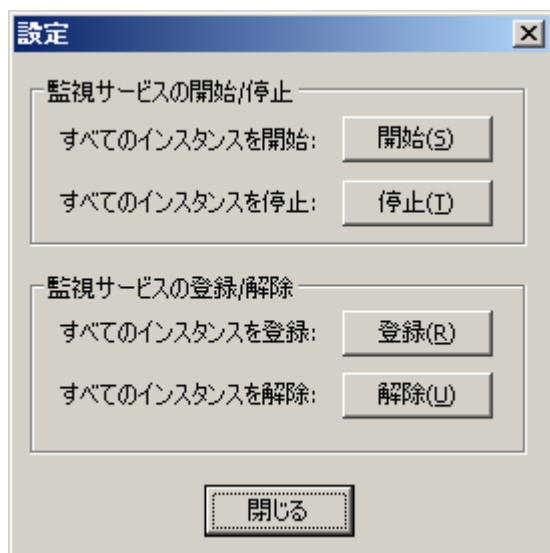 設定
監視サービスの開始/停止
すべてのインスタンスを開始: 開始(S)
すべてのインスタンスを停止: 停止(T)
監視サービスの登録/解除
すべてのインスタンスを登録: 登録(R)
すべてのインスタンスを解除: 解除(U)
閉じる